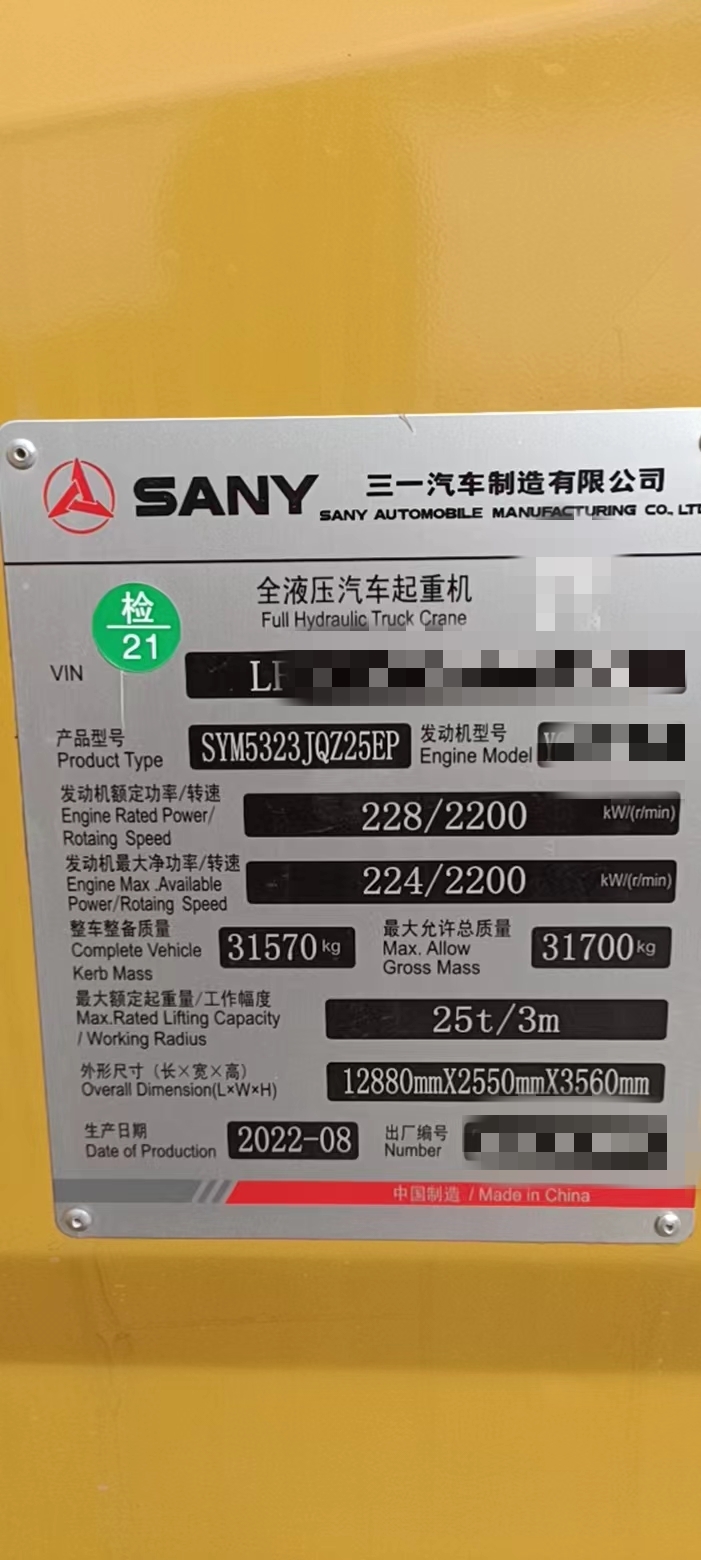 SANY 三一汽车制造有限公司
SANY AUTOMOBILE MANUFACTURING CO., LT
全液压汽车起重机
Full Hydraulic Truck Crane
检
21
VIN
产品型号 SYM5323JQZ25EP 发动机型号
Product Type Engine Model
发动机额定功率/转速
Engine Rated Power/ 228/2200 kW/(r/min)
Rotaing Speed
发动机最大净功率/转速
Engine Max .Available 224/2200 kW/(r/min)
Power/Rotaing Speed
整车整备质量 最大允许总质量
Complete Vehicle 31570kg Max. Allow 31700kg
Kerb Mass Gross Mass
最大额定起重量/工作幅度
Max.Rated Lifting Capacity 25t/3m
/ Working Radius
外形尺寸（长×宽×高）
Overall Dimension(L×W×H) 12880mmX2550mmX3560mm
生产日期 2022-08 出厂编号
Date of Production Number
中国制造 / Made in China